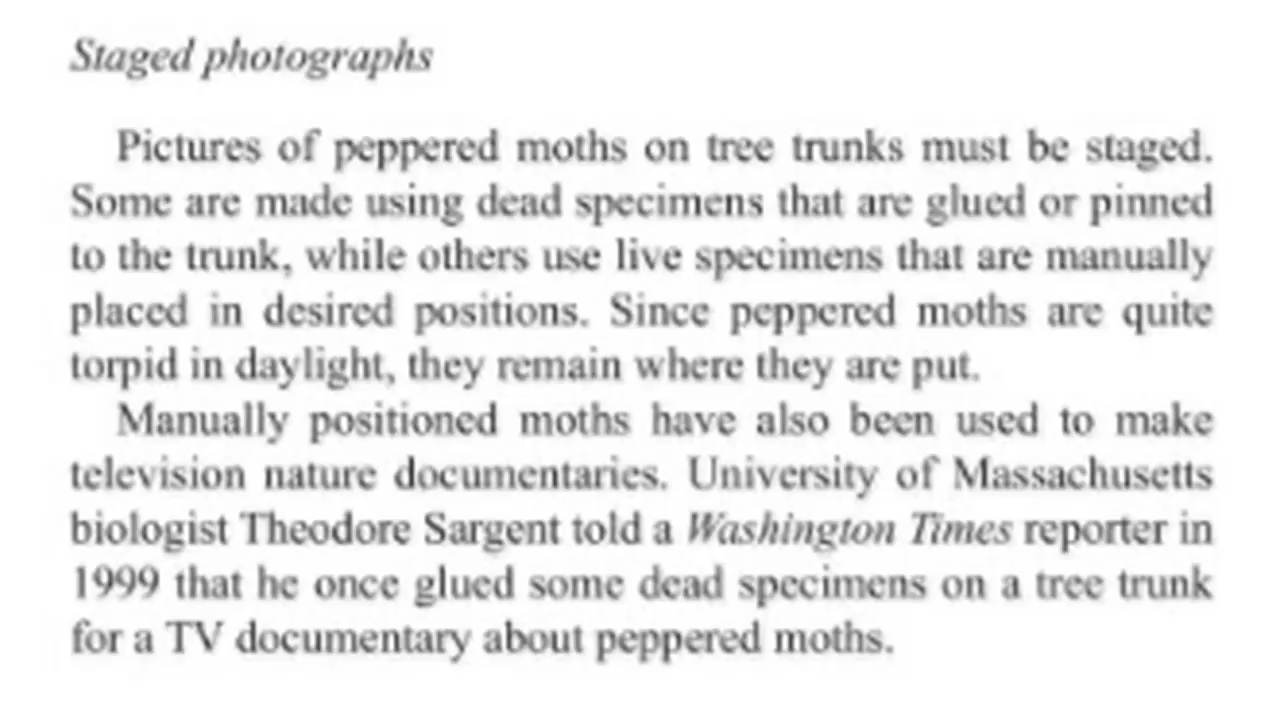 Staged photographs
Pictures of peppered moths on tree trunks must be staged.
Some are made using dead specimens that are glued or pinned
to the trunk, while others use live specimens that are manually
placed in desired positions. Since peppered moths are quite
torpid in daylight, they remain where they are put.
Manually positioned moths have also been used to make
television nature documentaries. University of Massachusetts
biologist Theodore Sargent told a Washington Times reporter in
1999 that he once glued some dead specimens on a tree trunk
for a TV documentary about peppered moths.